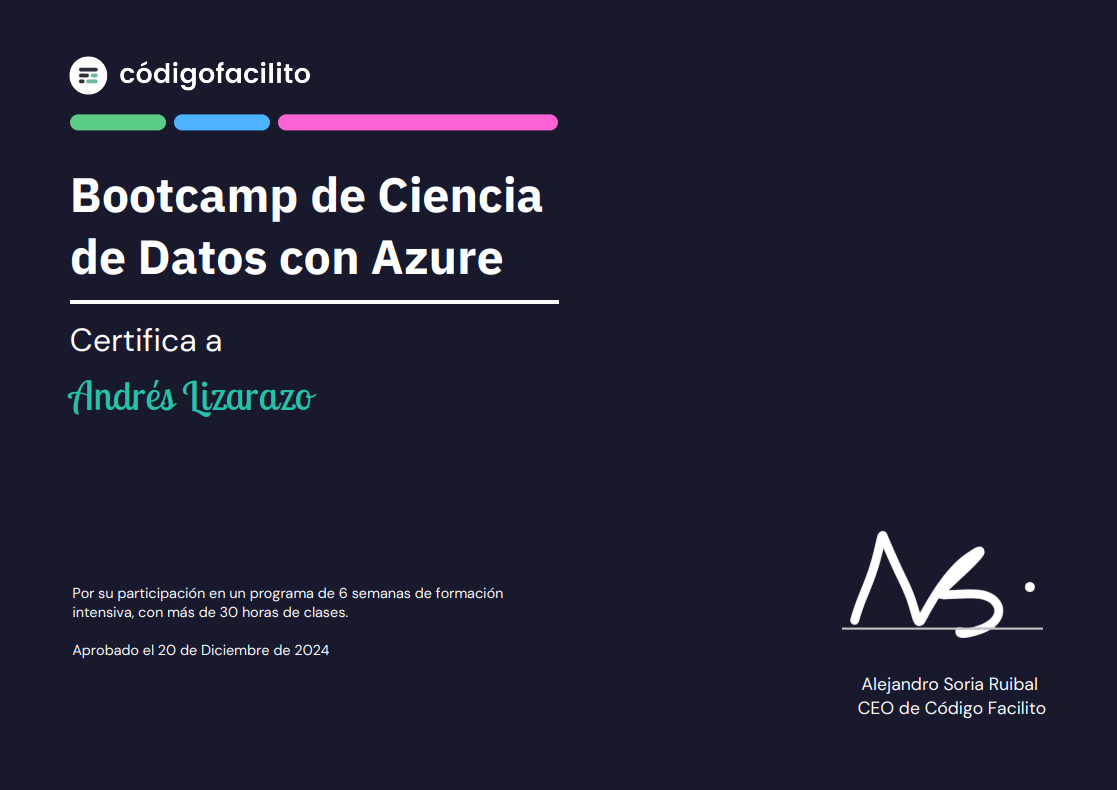 códigofacilito
Bootcamp de Ciencia
de Datos con Azure
Certifica a
Andrés Lizarazo
Por su participación en un programa de 6 semanas de formación
intensiva, con más de 30 horas de clases.
Aprobado el 20 de Diciembre de 2024
Alejandro Soria Ruibal
CEO de Código Facilito